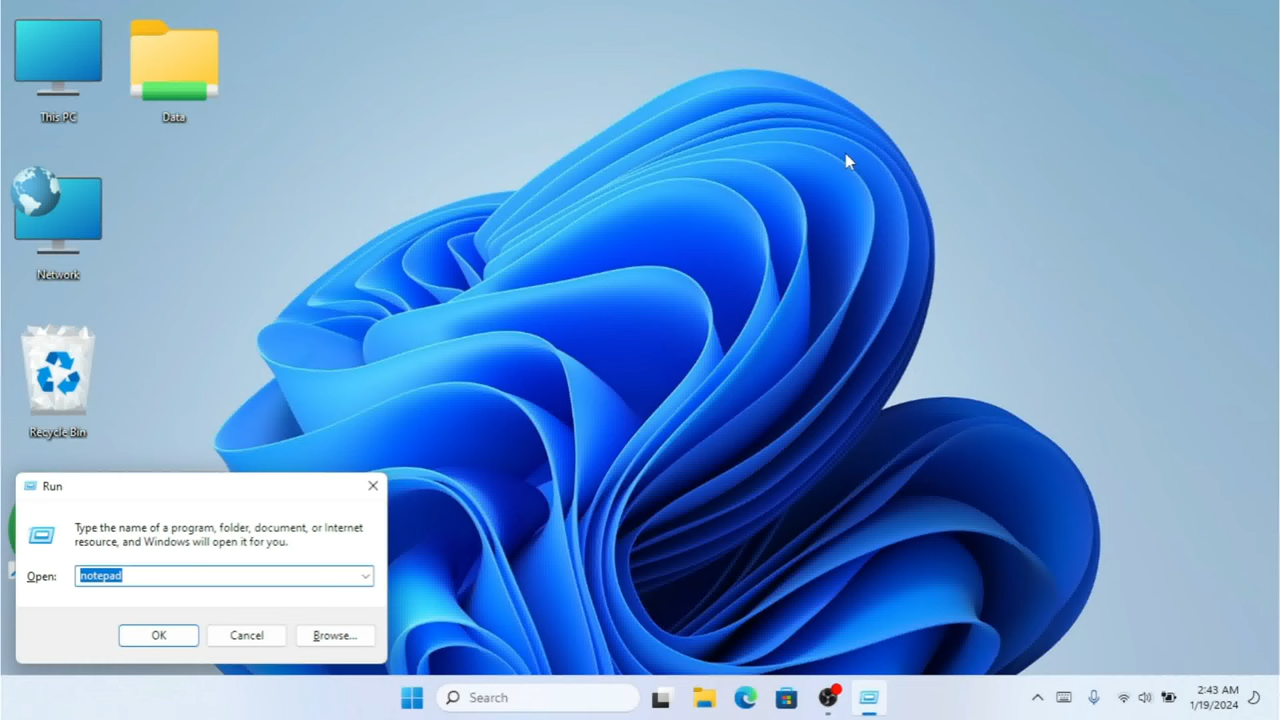 This PC
Data
Network
Recycle Bin
Run
Type the name of a program, folder, document, or Internet
resource, and Windows will open it for you.
Open:
notepad
OK
Cancel
Browse...
Search
2:43 AM
1/19/2024